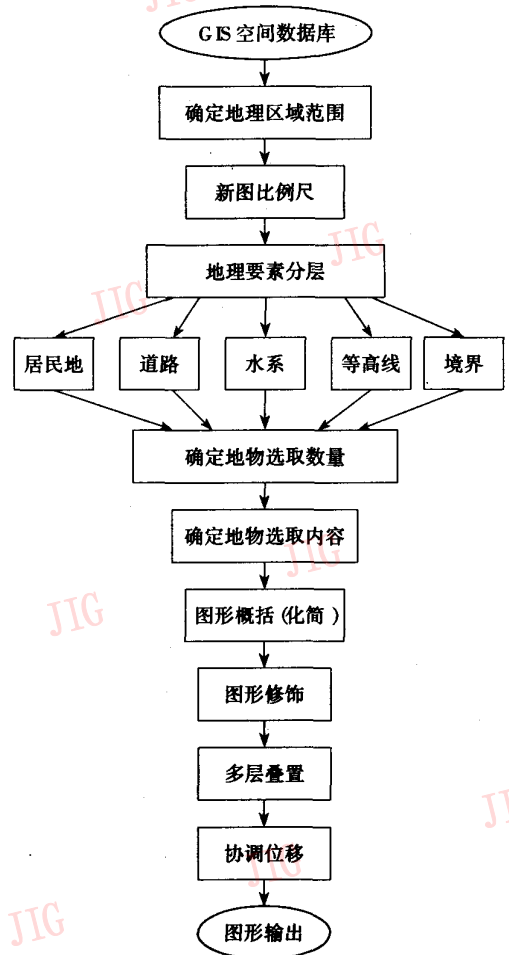 JIG
GIS空间数据库
确定地理区域范围
新图比例尺
JIG
地理要素分层
JIG
居民地 道路 水系 等高线 境界
确定地物选取数量
确定地物选取内容
JIG
图形概括(化简)
JIG
图形修饰
多层叠置
JIG
协调位移
JIG
图形输出
JIG